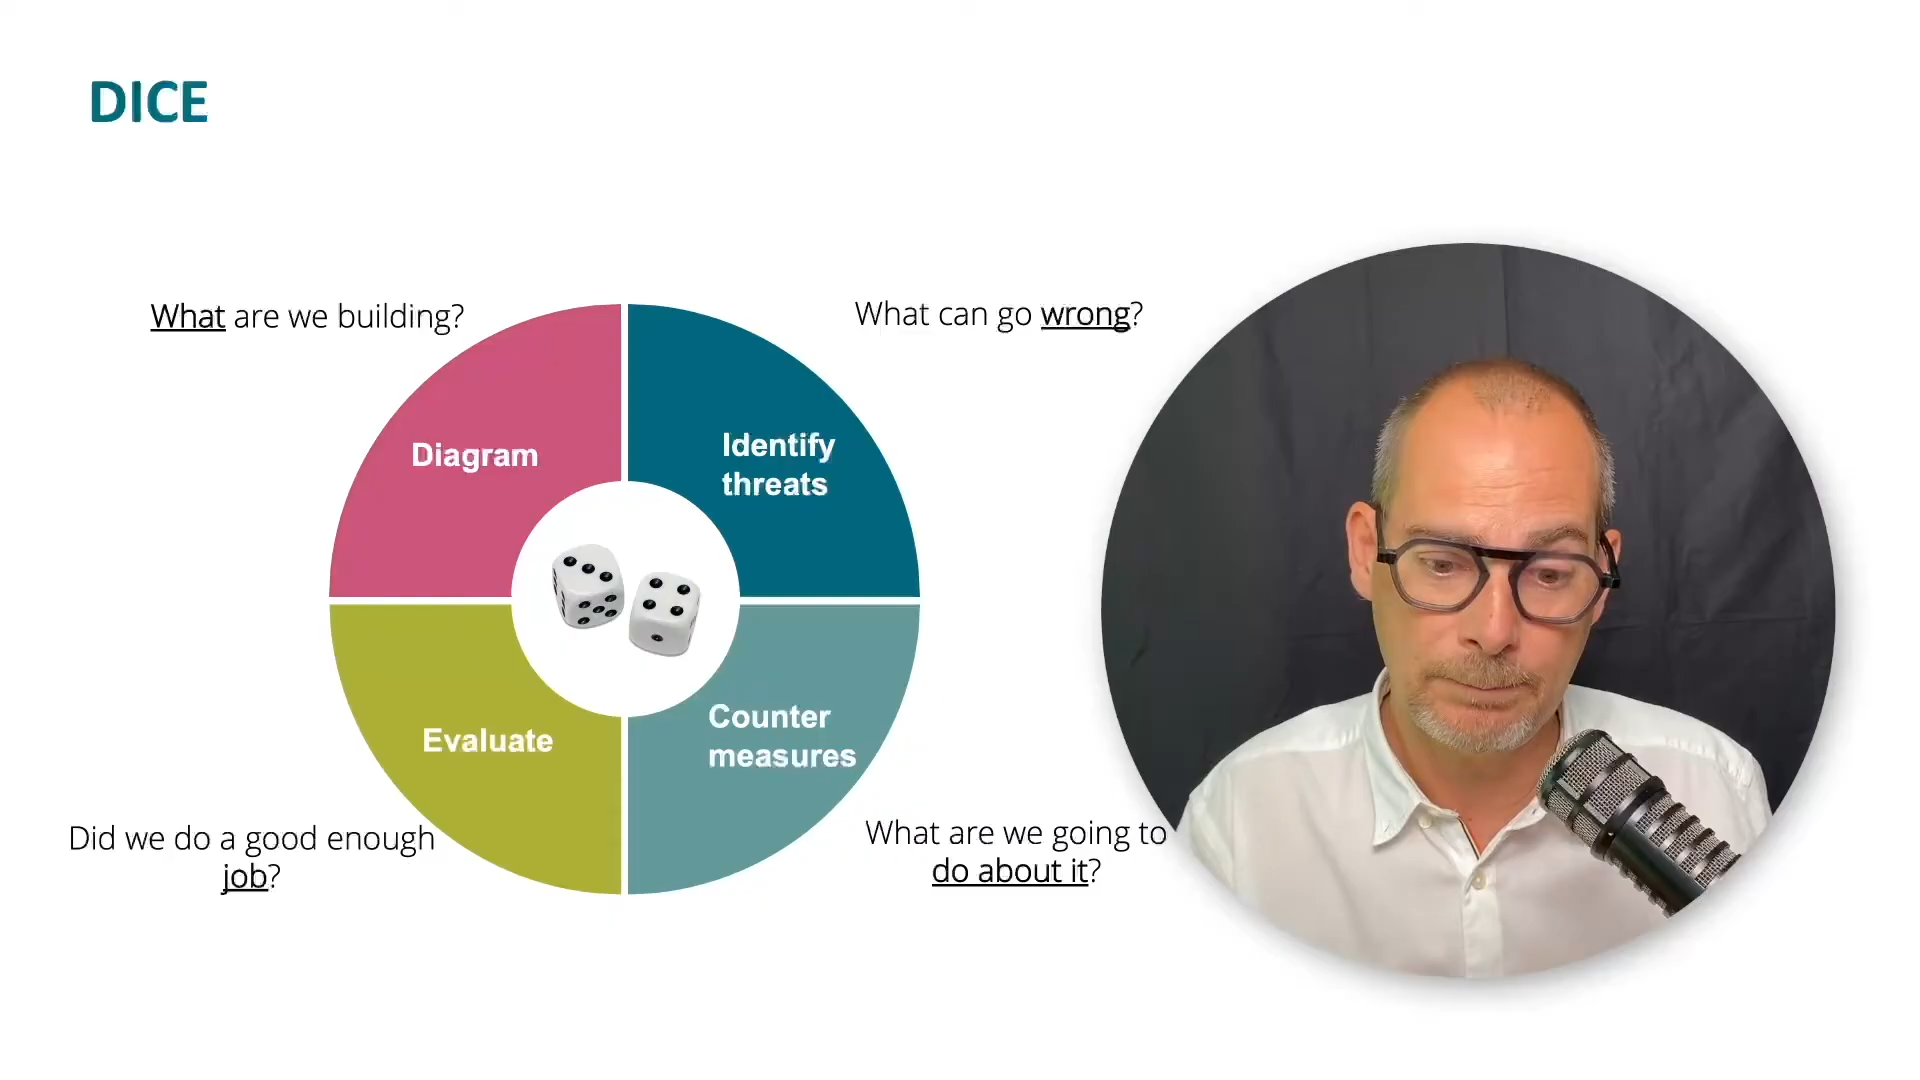 DICE
What are we building?
What can go wrong?
Diagram
Identify
threats
Evaluate
Counter
measures
Did we do a good enough
job?
What are we going to
do about it?